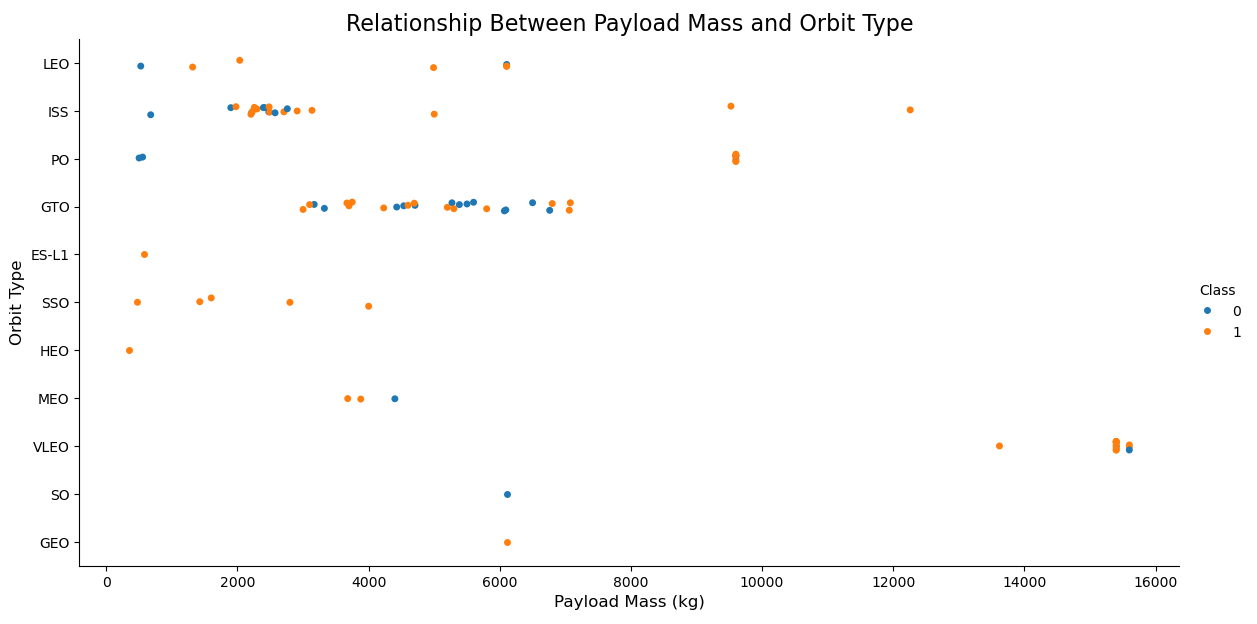 Relationship Between Payload Mass and Orbit Type
LEO
ISS
PO
GTO
ES-L1
SSO
HEO
MEO
VLEO
SO
GEO
Orbit Type
0 2000 4000 6000 8000 10000 12000 14000 16000
Payload Mass (kg)
Class
0
1